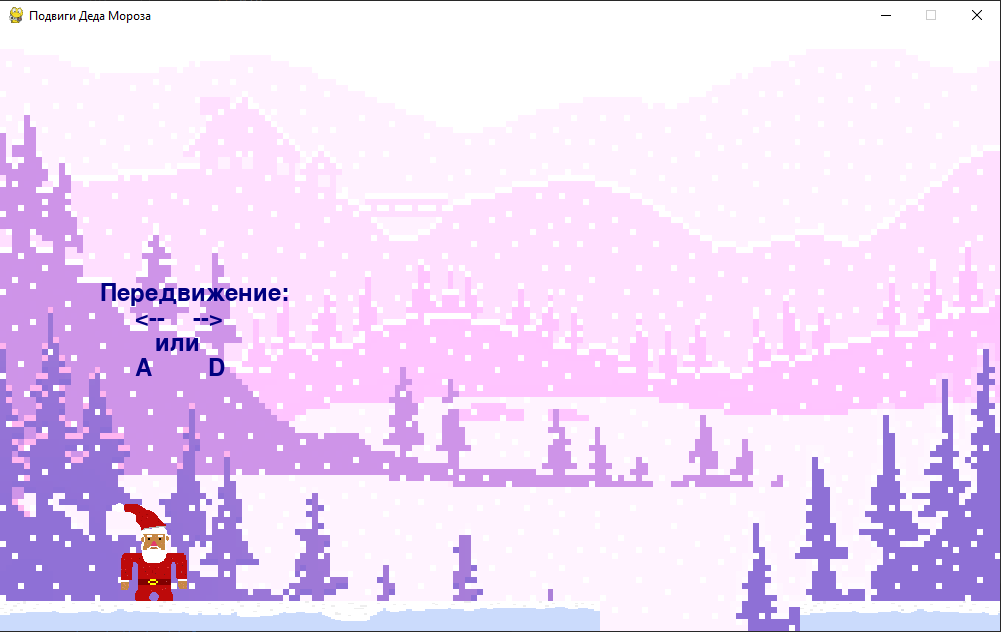 Подвиги Деда Мороза
Передвижение:
<-- -->
или
A D